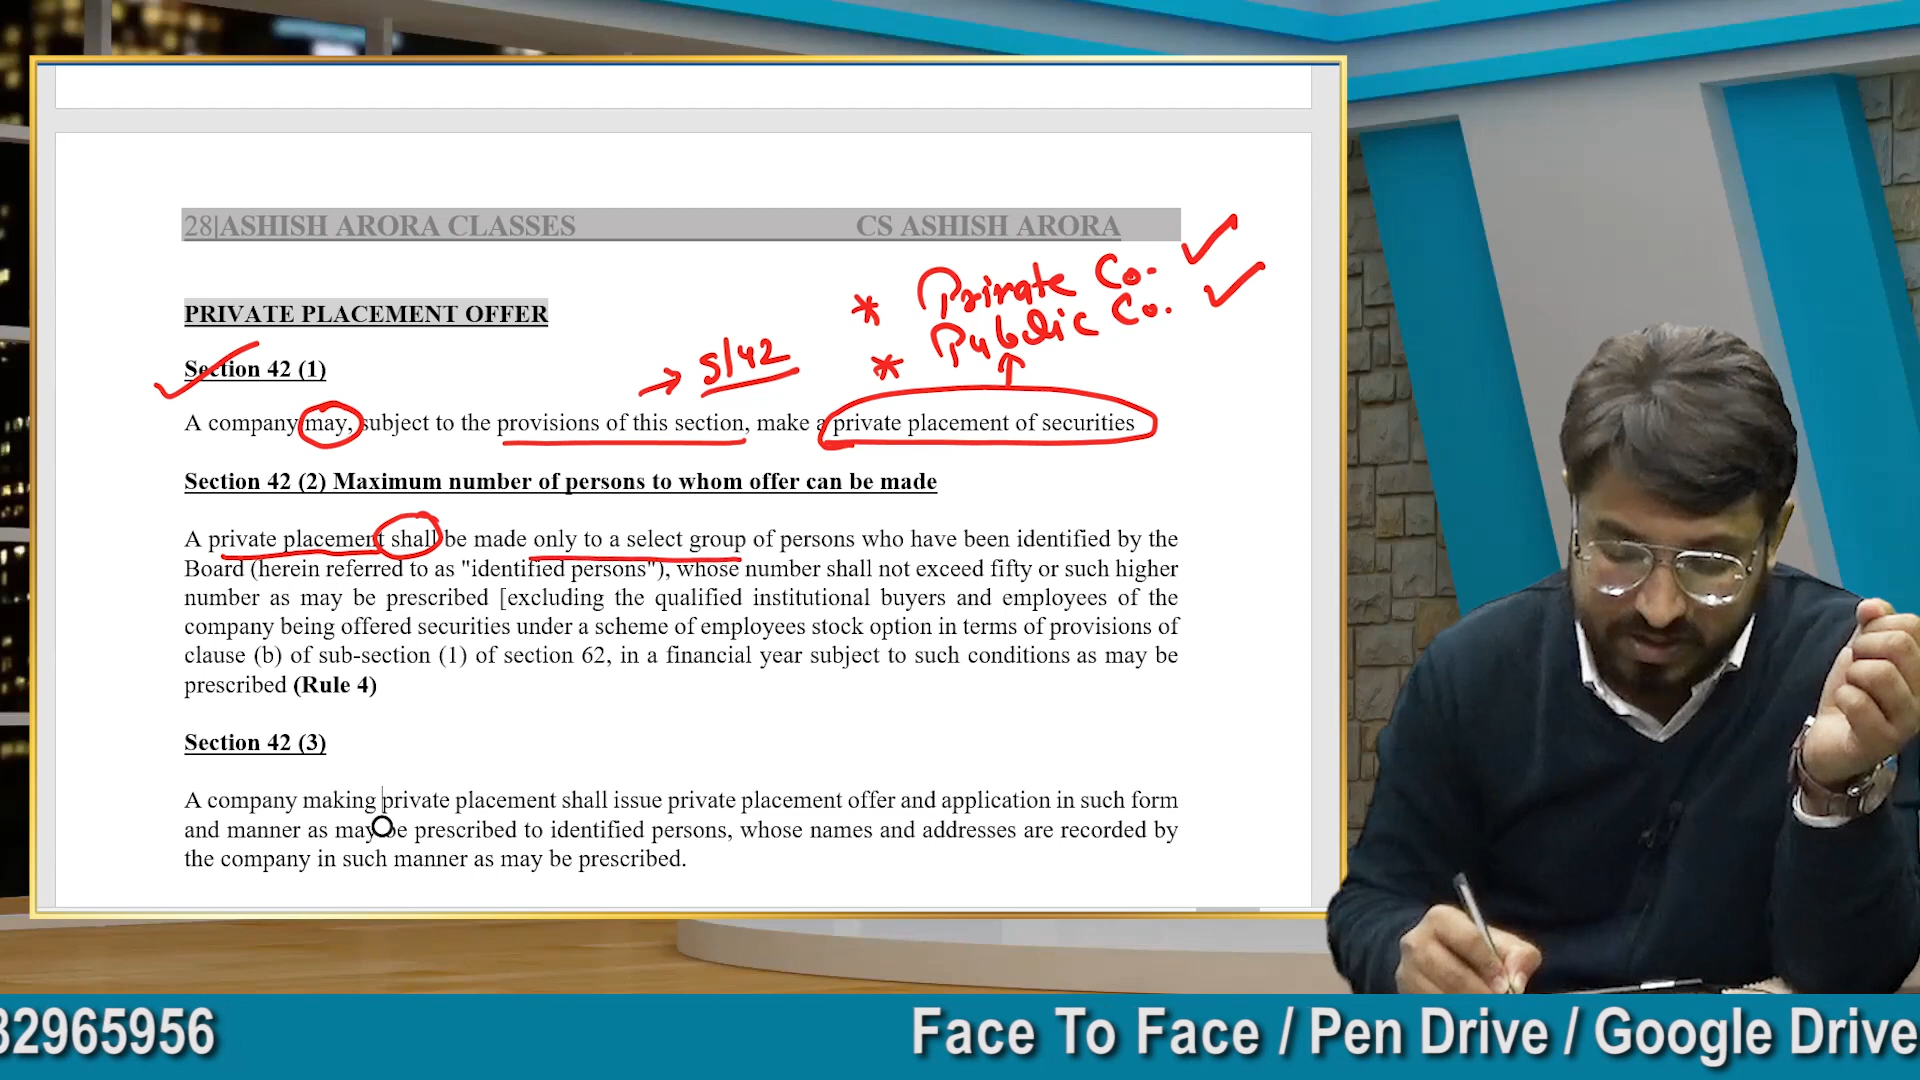 28|ASHISH ARORA CLASSES CS ASHISH ARORA
* Private Co.
* Public Co.
PRIVATE PLACEMENT OFFER
→ S/42
Section 42 (1)
A company may, subject to the provisions of this section, make a private placement of securities
Section 42 (2) Maximum number of persons to whom offer can be made
A private placement shall be made only to a select group of persons who have been identified by the
Board (herein referred to as "identified persons"), whose number shall not exceed fifty or such higher
number as may be prescribed [excluding the qualified institutional buyers and employees of the
company being offered securities under a scheme of employees stock option in terms of provisions of
clause (b) of sub-section (1) of section 62, in a financial year subject to such conditions as may be
prescribed (Rule 4)
Section 42 (3)
A company making private placement shall issue private placement offer and application in such form
and manner as may be prescribed to identified persons, whose names and addresses are recorded by
the company in such manner as may be prescribed.
82965956 Face To Face / Pen Drive / Google Drive